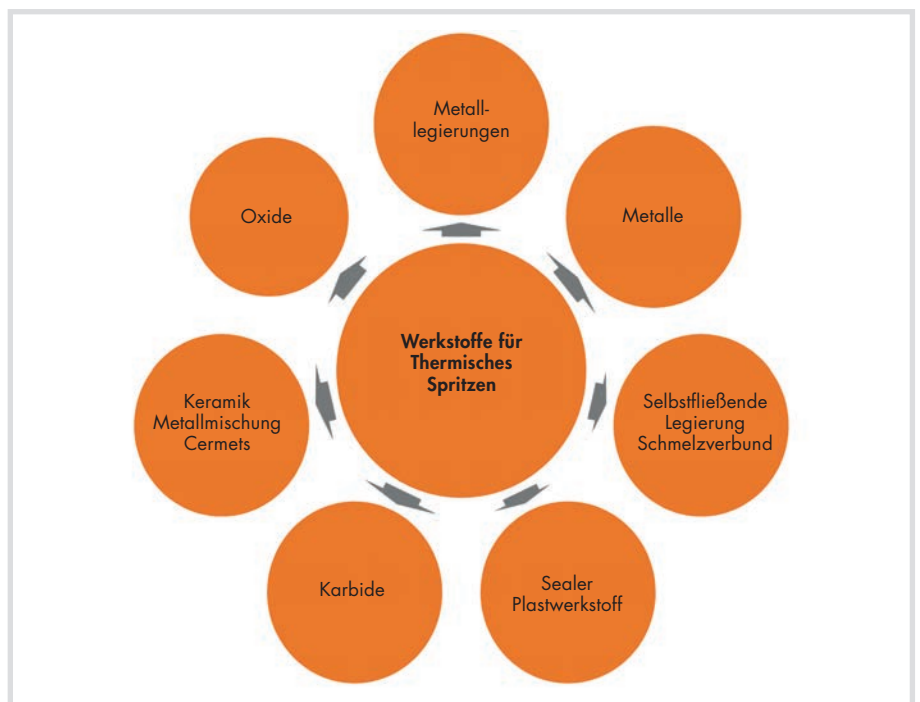 Metall-
legierungen
Metalle
Selbstfließende
Legierung
Schmelzverbund
Sealer
Plastwerkstoff
Karbide
Keramik
Metallmischung
Cermets
Oxide
Werkstoffe für
Thermisches
Spritzen